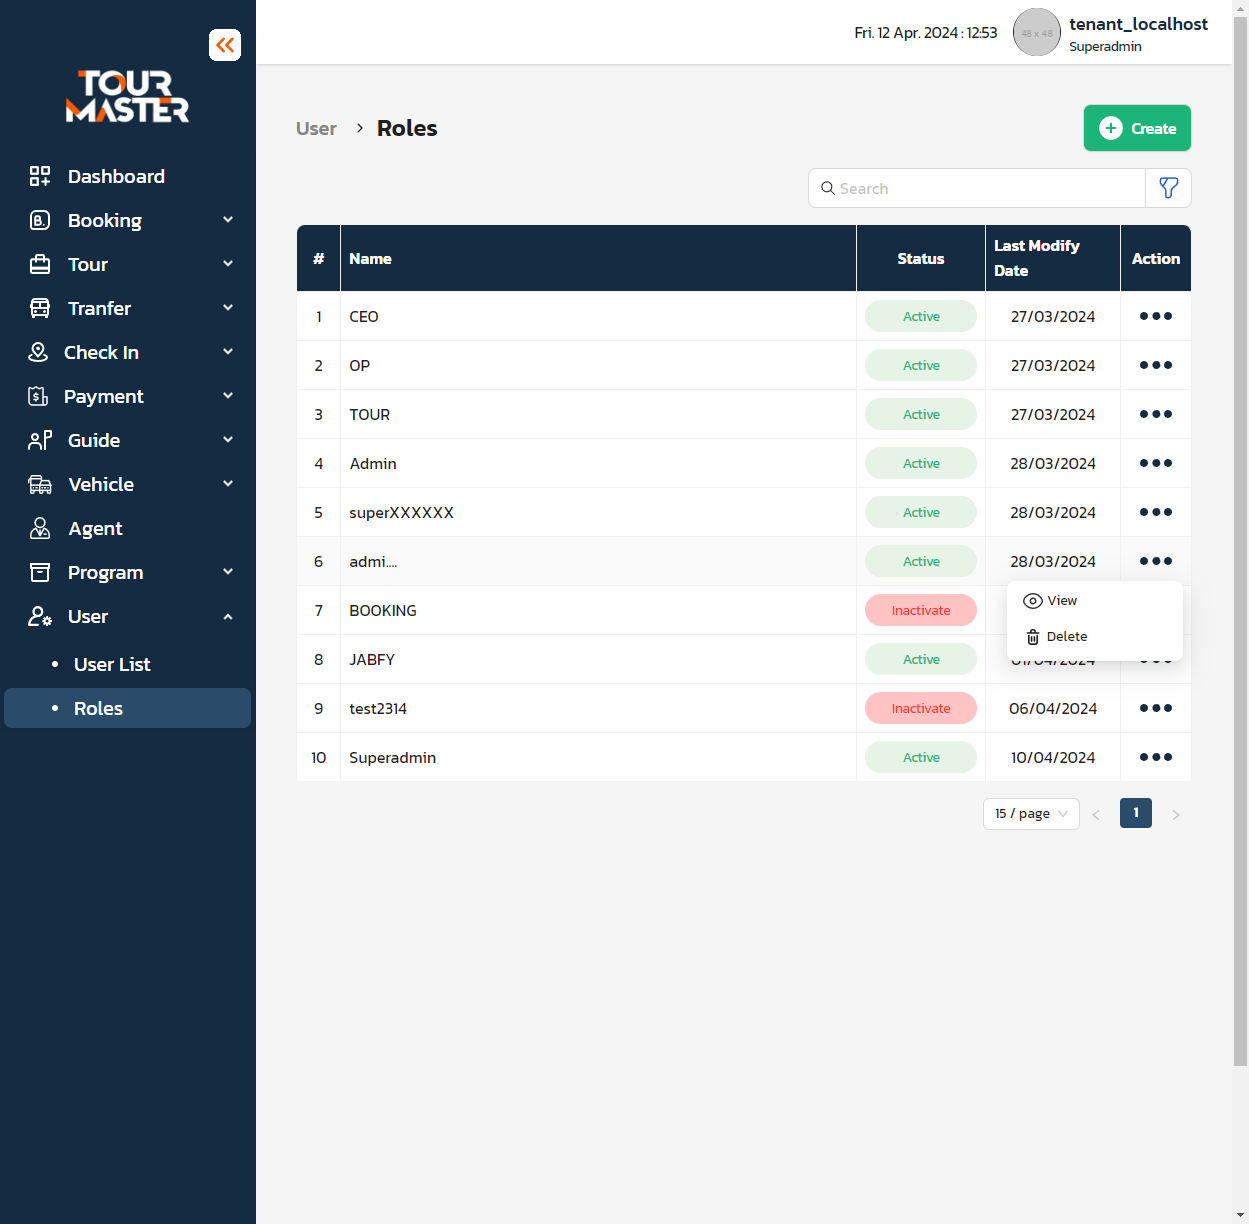 Fri. 12 Apr. 2024 : 12:53
48 x 48
tenant_localhost
Superadmin
TOUR
MASTER
Dashboard
Booking
Tour
Tranfer
Check In
Payment
Guide
Vehicle
Agent
Program
User
User List
Roles
User > Roles
Create
Search
# Name Status Last Modify Date Action
1 CEO Active 27/03/2024
2 OP Active 27/03/2024
3 TOUR Active 27/03/2024
4 Admin Active 28/03/2024
5 superXXXXXX Active 28/03/2024
6 admi.... Active 28/03/2024
7 BOOKING Inactivate
View
Delete
8 JABFY Active 01/04/2024
9 test2314 Inactivate 06/04/2024
10 Superadmin Active 10/04/2024
15 / page < 1 >